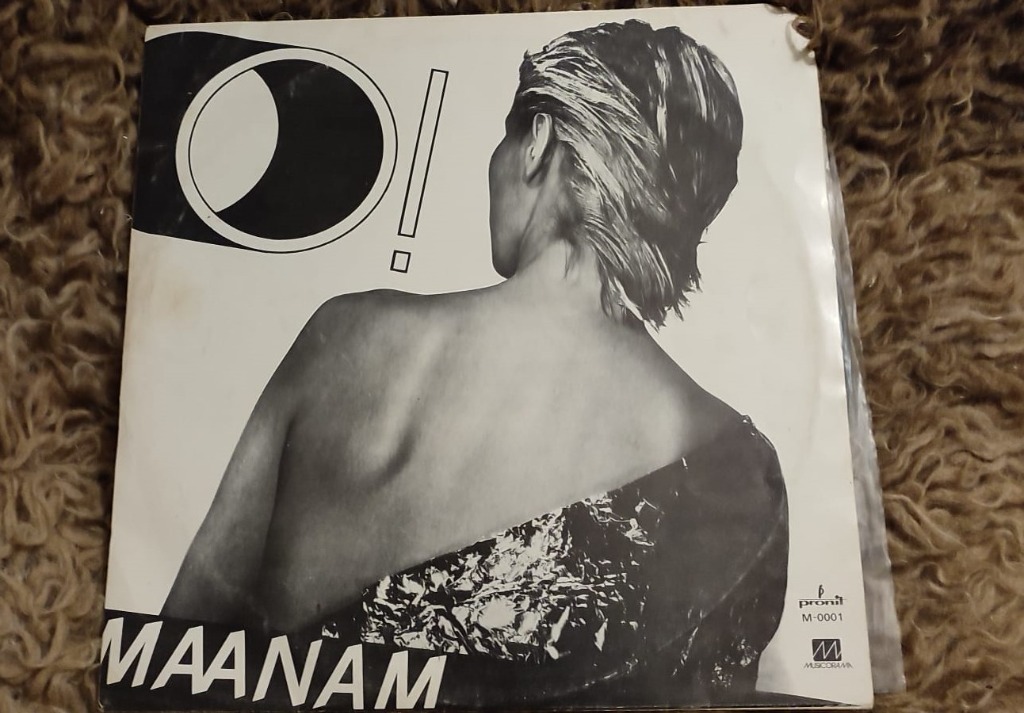 O!
MAANAM
pronit
M-0001
MUSICORAMA